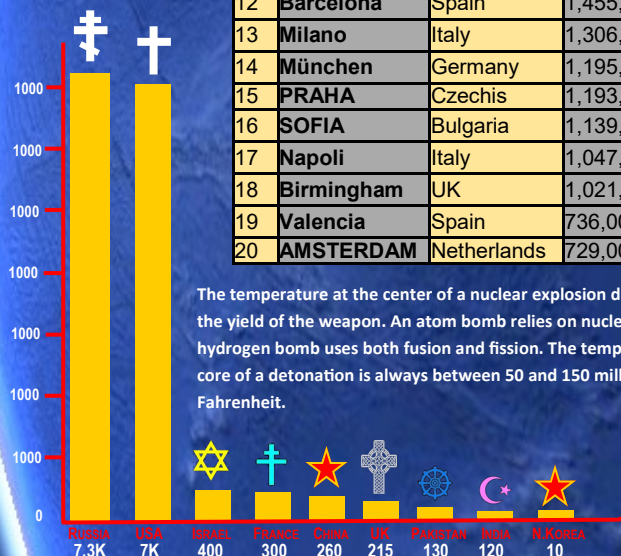 12 Barcelona Spain 1,455,
13 Milano Italy 1,306,
14 München Germany 1,195,
15 PRAHA Czechis 1,193,
16 SOFIA Bulgaria 1,139,
17 Napoli Italy 1,047,
18 Birmingham UK 1,021,
19 Valencia Spain 736,00
20 AMSTERDAM Netherlands 729,00
The temperature at the center of a nuclear explosion d
the yield of the weapon. An atom bomb relies on nucle
hydrogen bomb uses both fusion and fission. The temp
core of a detonation is always between 50 and 150 mill
Fahrenheit.
1000
1000
1000
1000
1000
1000
1000
0
RUSSIA USA ISRAEL FRANCE CHINA UK PAKISTAN INDIA N.KOREA
7.3K 7K 400 300 260 215 130 120 10